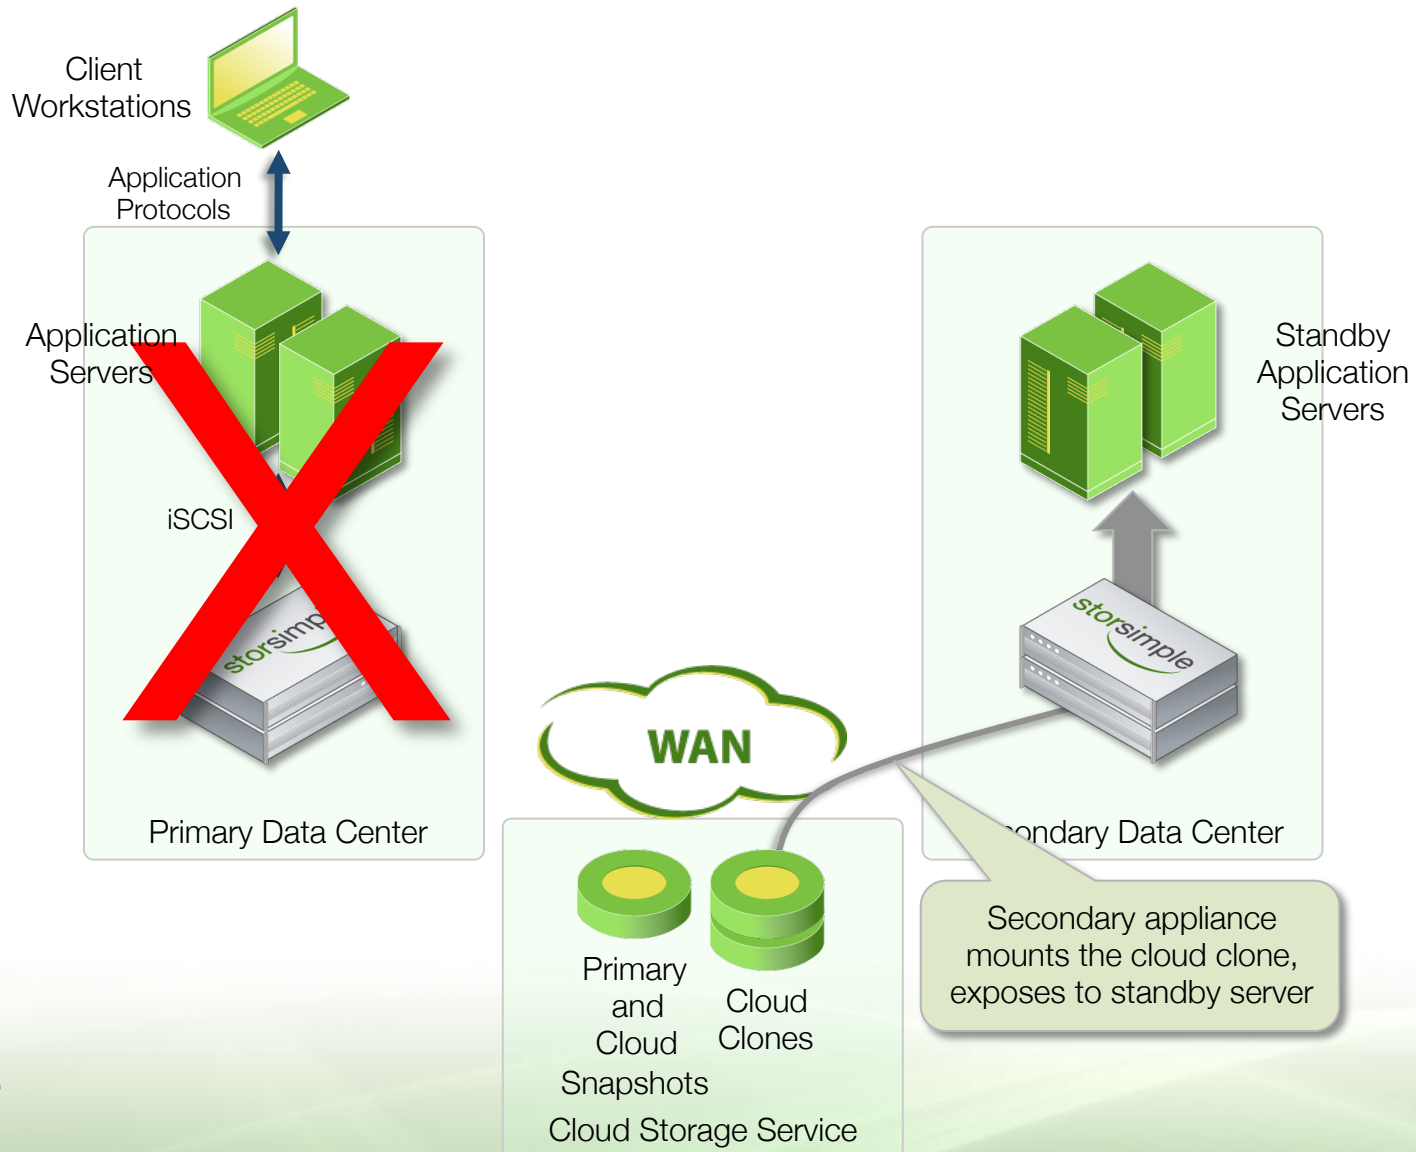 Client
Workstations
Application
Protocols
Application
Servers
iSCSI
storsimp
Primary Data Center
WAN
Standby
Application
Servers
storsimple
ondary Data Center
Secondary appliance
mounts the cloud clone,
exposes to standby server
Primary
and
Cloud
Snapshots
Cloud
Clones
Cloud Storage Service